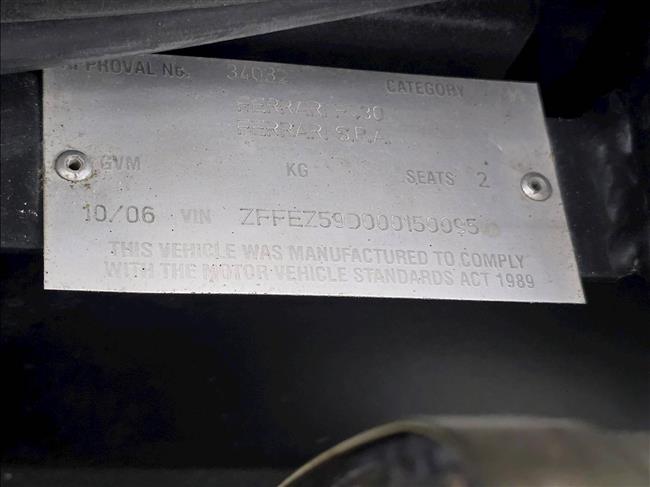 APPROVAL No. 34032 CATEGORY
FERRARI F430
FERRARI S.P.A.
GVM KG SEATS 2
10/06 VIN ZFFEZ59D000150095
THIS VEHICLE WAS MANUFACTURED TO COMPLY
WITH THE MOTOR VEHICLE STANDARDS ACT 1989